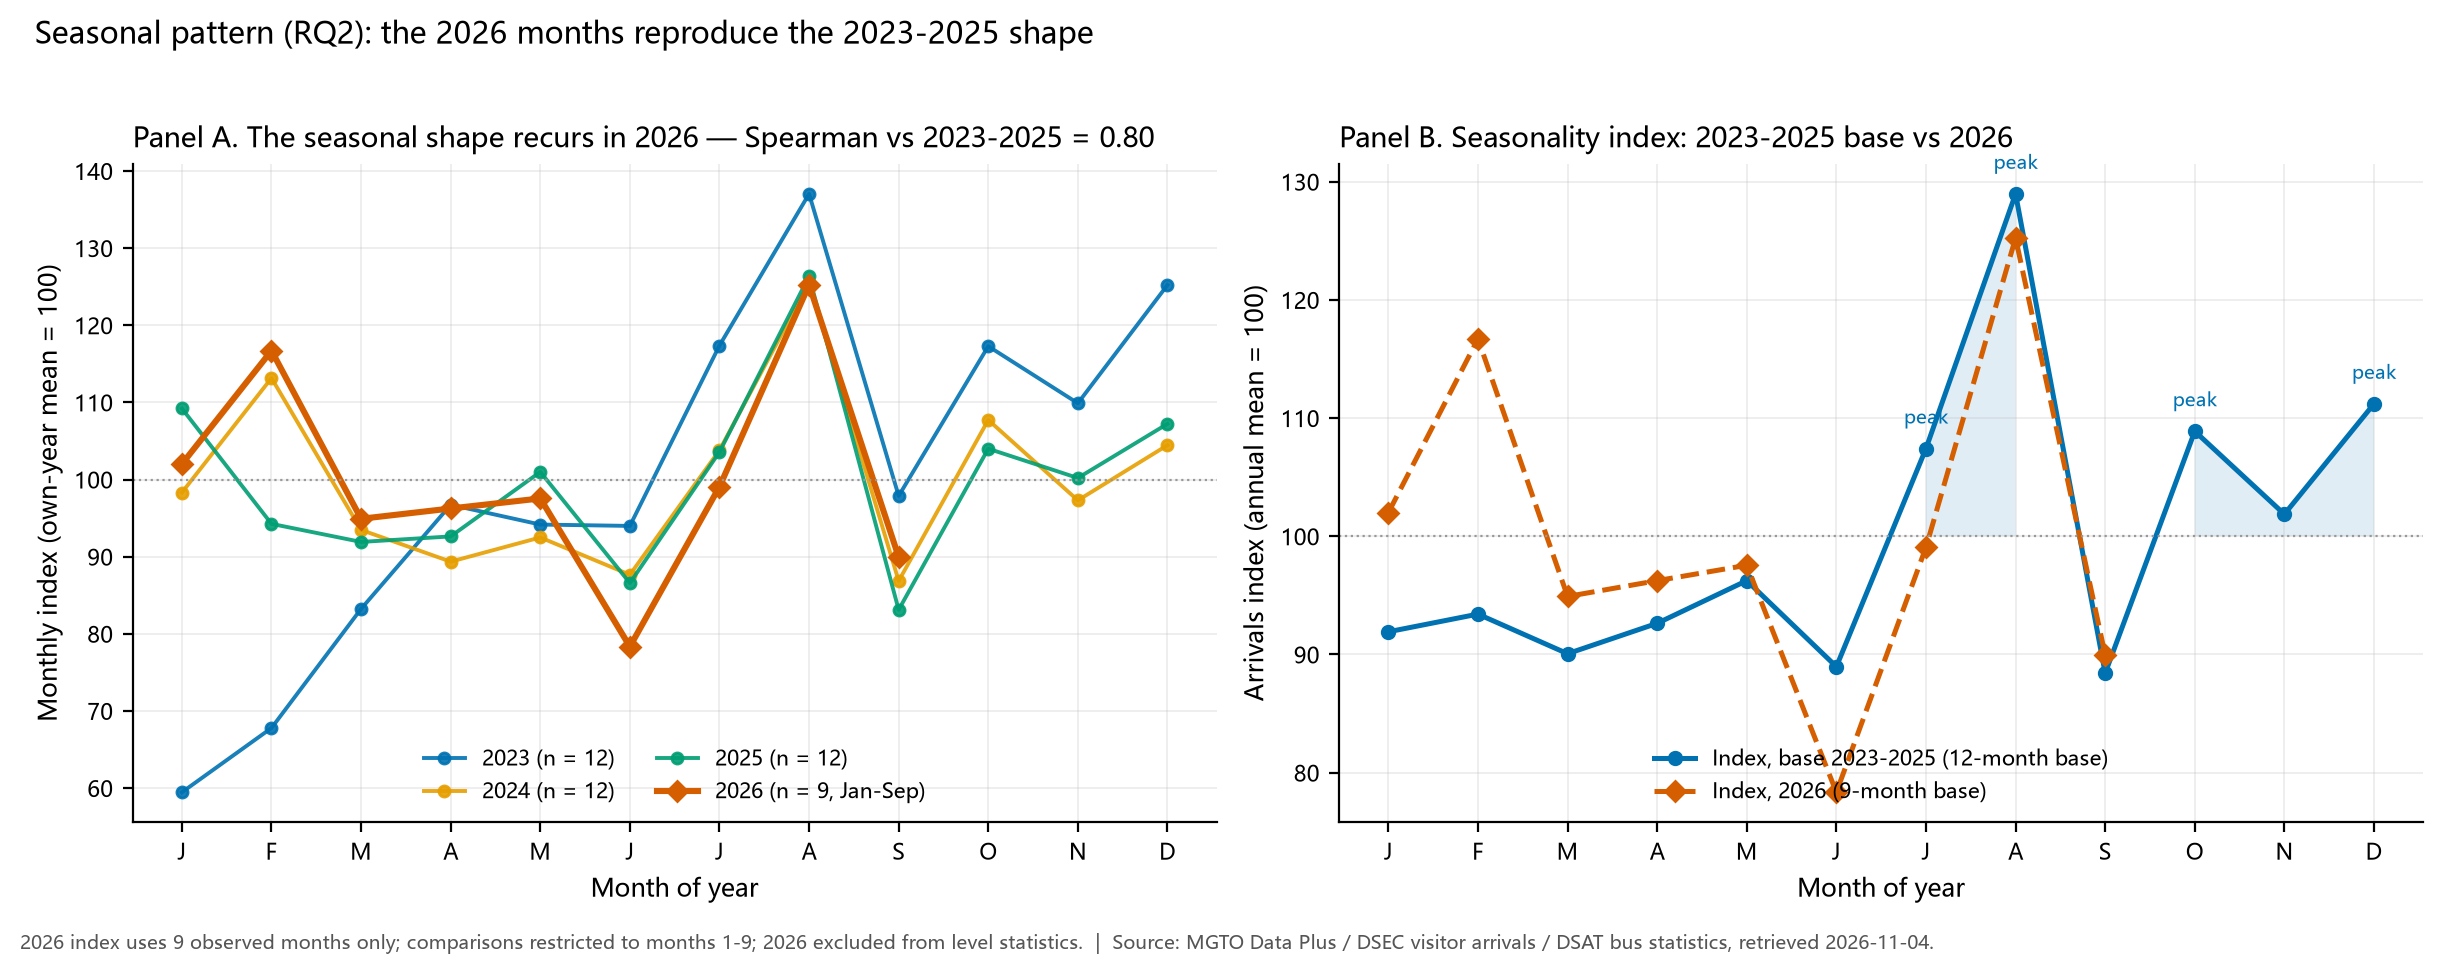 Seasonal pattern (RQ2): the 2026 months reproduce the 2023-2025 shape
Panel A. The seasonal shape recurs in 2026 — Spearman vs 2023-2025 = 0.80
Monthly index (own-year mean = 100)
140
130
120
110
100
90
80
70
60
2023 (n = 12)
2024 (n = 12)
2025 (n = 12)
2026 (n = 9, Jan-Sep)
J F M A M J J A S O N D
Month of year
Panel B. Seasonality index: 2023-2025 base vs 2026
Arrivals index (annual mean = 100)
130
120
110
100
90
80
peak
peak
peak
peak
Index, base 2023-2025 (12-month base)
Index, 2026 (9-month base)
J F M A M J J A S O N D
Month of year
2026 index uses 9 observed months only; comparisons restricted to months 1-9; 2026 excluded from level statistics. | Source: MGTO Data Plus / DSEC visitor arrivals / DSAT bus statistics, retrieved 2026-11-04.